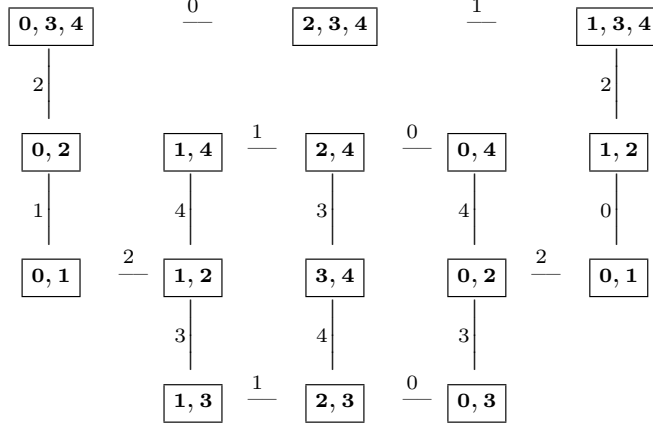 0 1
0, 3, 4 2, 3, 4 1, 3, 4
2 2
1 0
0, 2 1, 4 2, 4 0, 4 1, 2
1 4 3 4 0
2 2
0, 1 1, 2 3, 4 0, 2 0, 1
3 4 3
1 0
1, 3 2, 3 0, 3